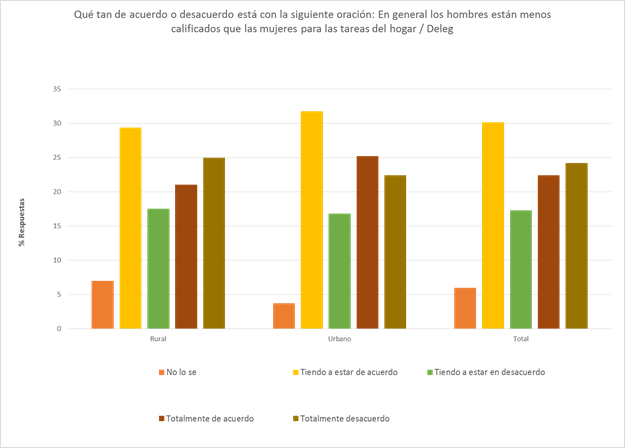 Qué tan de acuerdo o desacuerdo está con la siguiente oración: En general los hombres están menos
calificados que las mujeres para las tareas del hogar / Deleg
% Respuestas
35
30
25
20
15
10
5
0
Rural
Urbano
Total
No lo se
Tiendo a estar de acuerdo
Tiendo a estar en desacuerdo
Totalmente de acuerdo
Totalmente desacuerdo